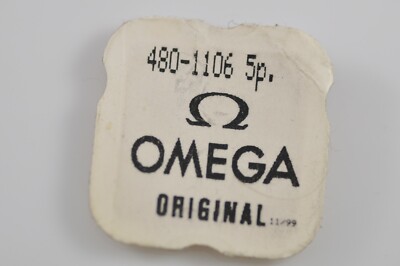 480-1106 5p.
Ω
OMEGA
ORIGINAL 11/99